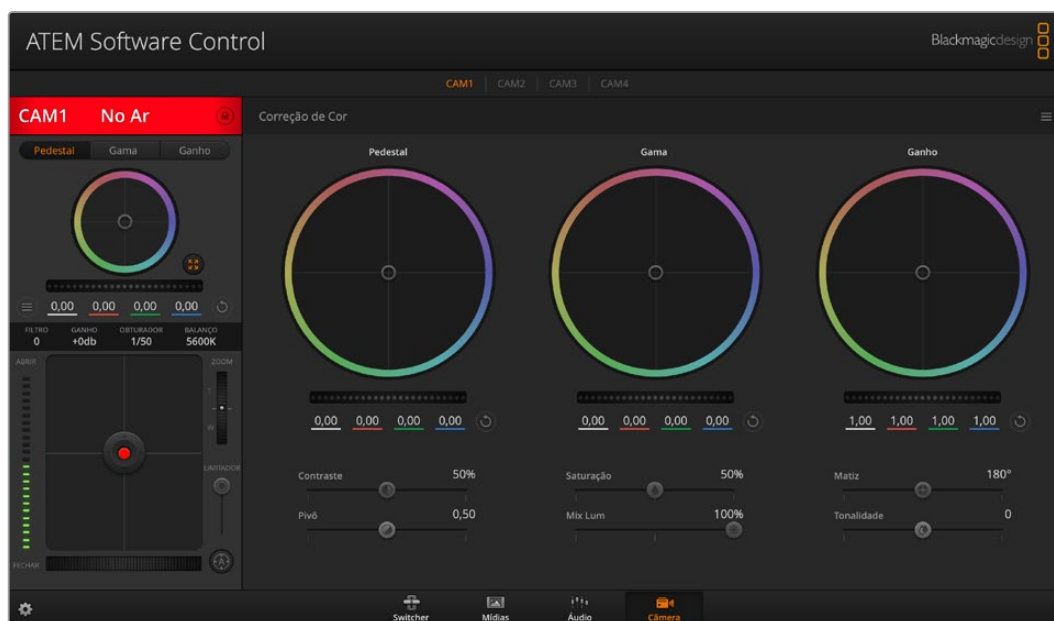 ATEM Software Control
Blackmagicdesign
CAM1 CAM2 CAM3 CAM4
CAM1 No Ar
Correção de Cor
Pedestal Gama Ganho
Pedestal Gama Ganho
0,00 0,00 0,00 0,00
FILTRO GANHO OBTURADOR BALANÇO
0 +0db 1/50 5600K
ABRIR ZOOM
T
W
LIMITADOR
A
FECHAR
0,00 0,00 0,00 0,00
0,00 0,00 0,00 0,00
1,00 1,00 1,00 1,00
Contraste 50%
Saturação 50%
Matiz 180°
Pivô 0,50
Mix Lum 100%
Tonalidade 0
Switcher Mídias Áudio Câmera